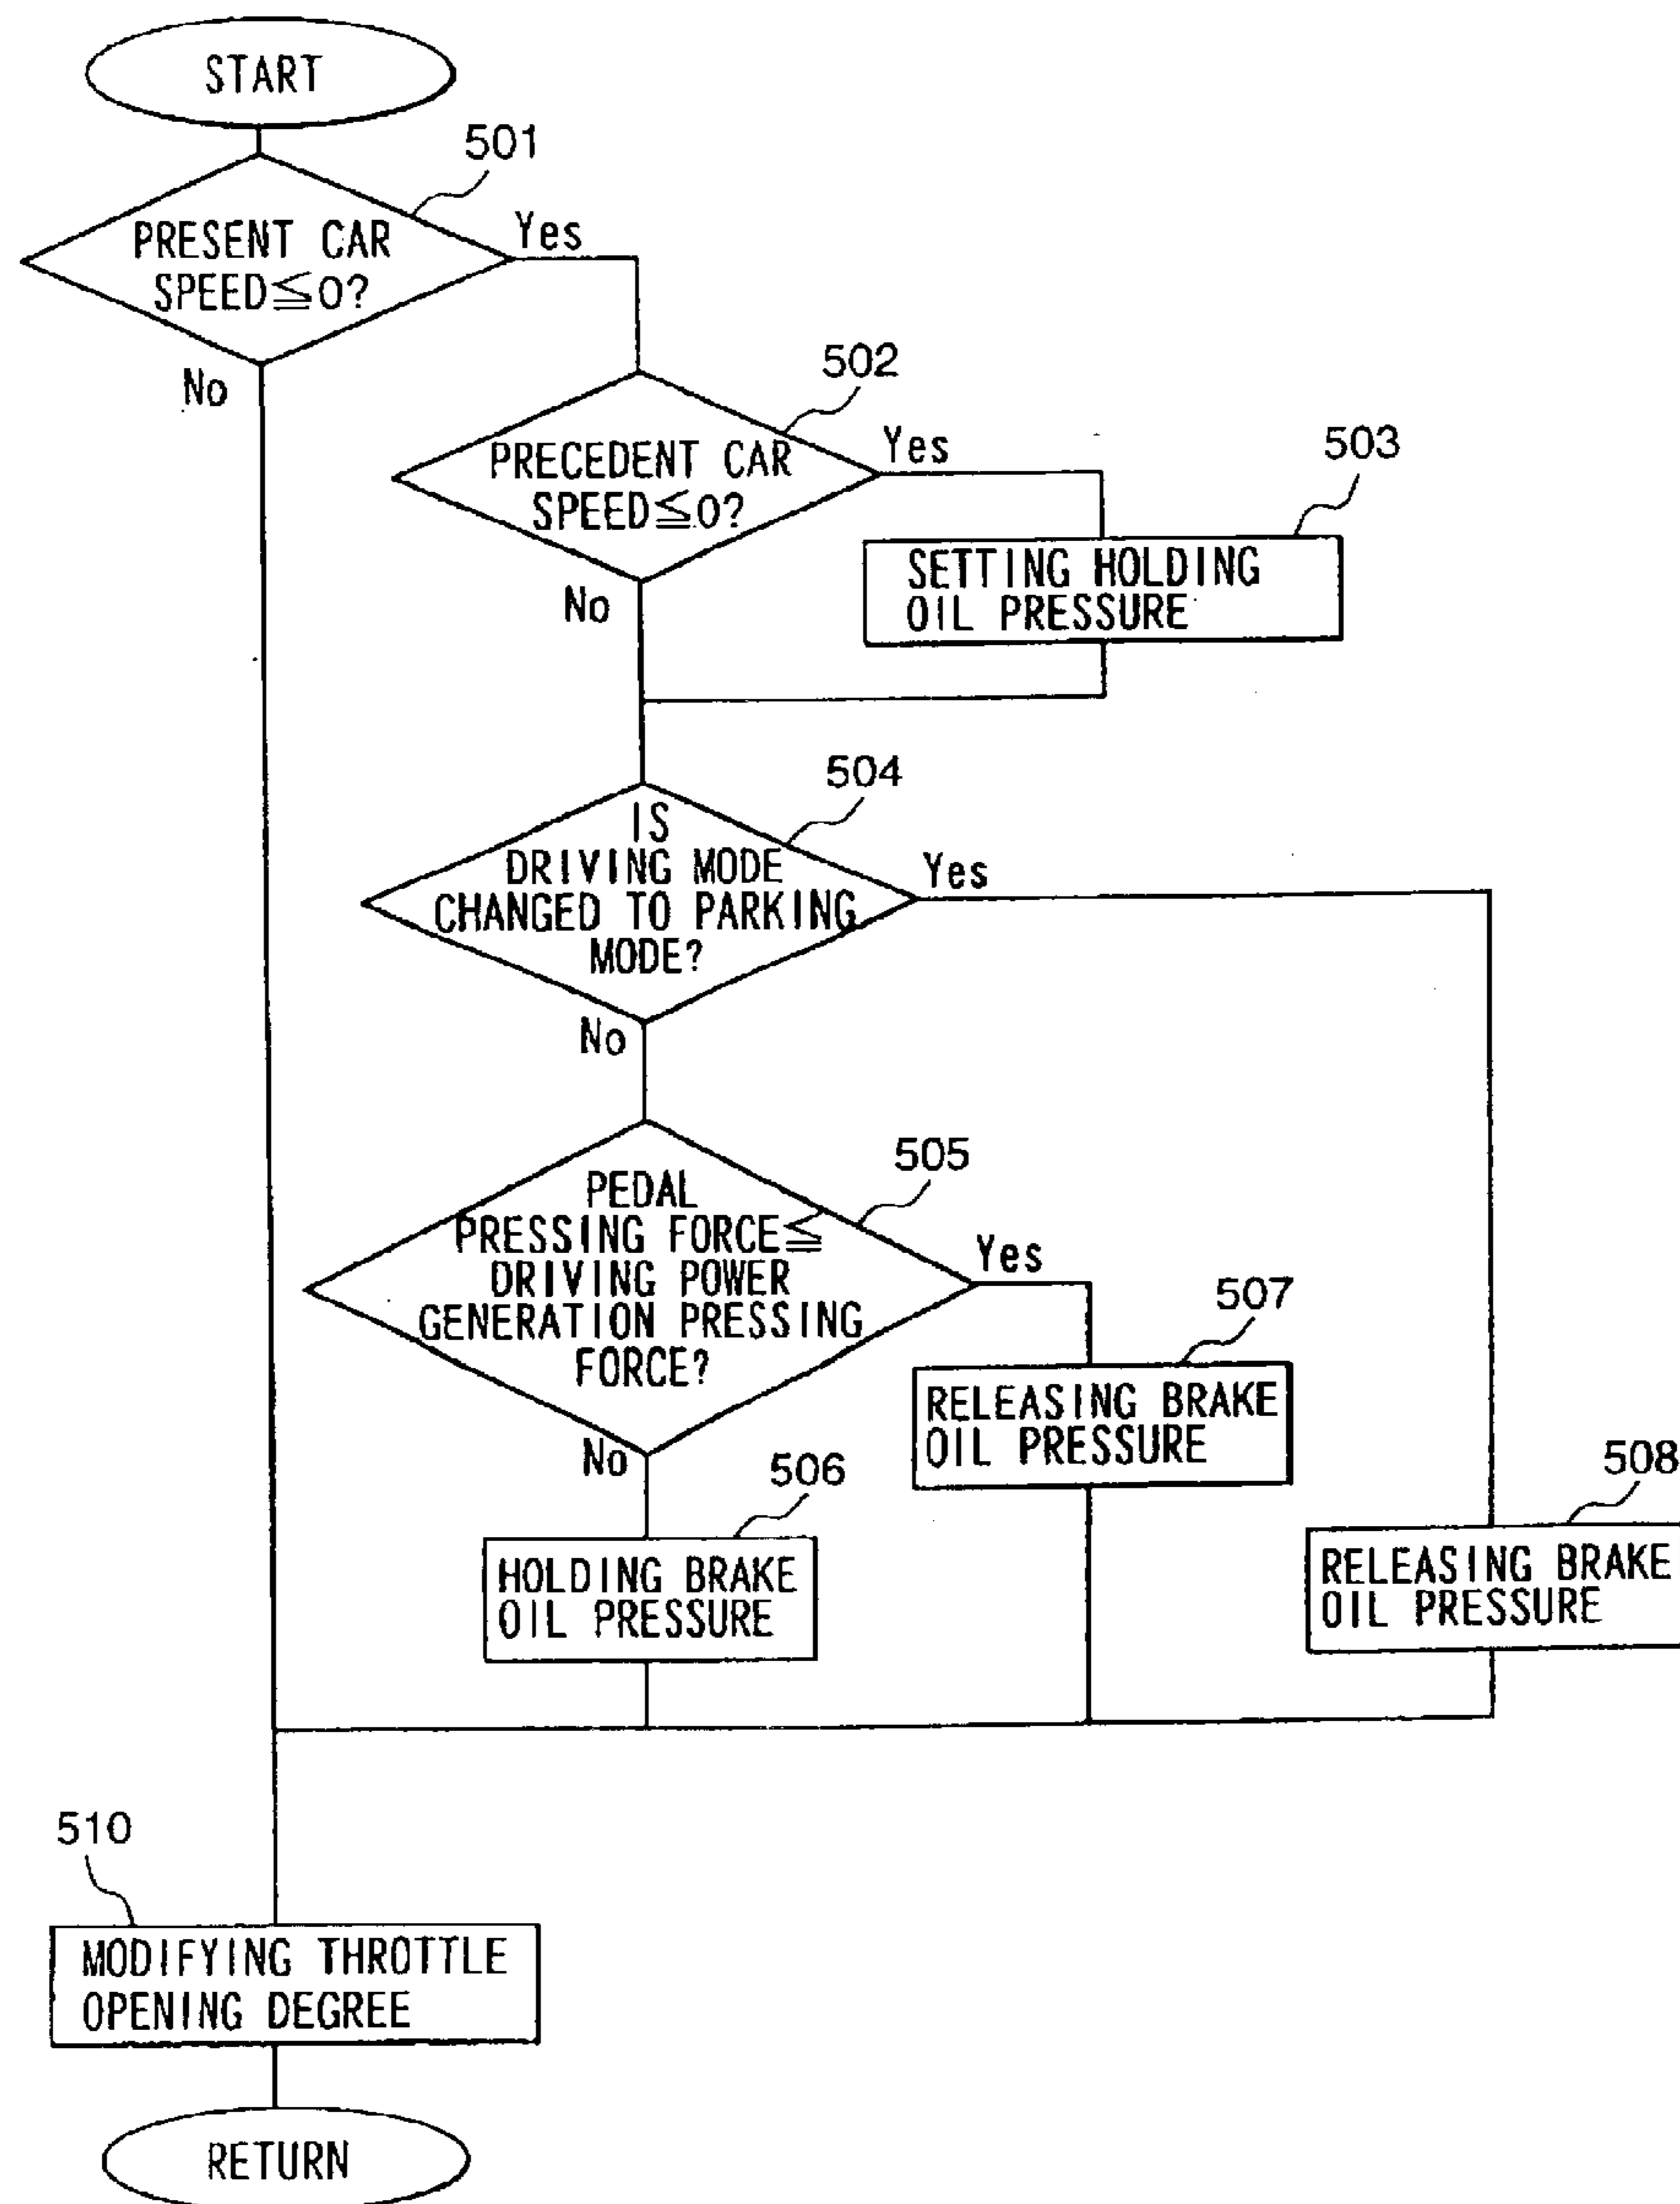 START
501
PRESENT CAR
SPEED≦0?
Yes
No
502
PRECEDENT CAR
SPEED≦0?
Yes
No
503
SETTING HOLDING
OIL PRESSURE
504
IS
DRIVING MODE
CHANGED TO PARKING
MODE?
Yes
No
505
PEDAL
PRESSING FORCE≦
DRIVING POWER
GENERATION PRESSING
FORCE?
Yes
No
507
RELEASING BRAKE
OIL PRESSURE
506
HOLDING BRAKE
OIL PRESSURE
508
RELEASING BRAKE
OIL PRESSURE
510
MODIFYING THROTTLE
OPENING DEGREE
RETURN